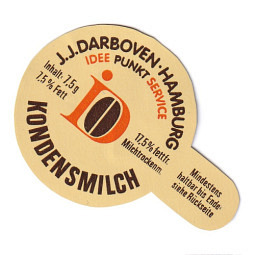 J.J.DARBOVEN·HAMBURG
IDEE PUNKT SERVICE
Inhalt: 7,5g
7,5% Fett
17,5% fettfr.
Milchtrockenm.
KONDENSMILCH
Mindestens
haltbar bis Ende:
siehe Rückseite